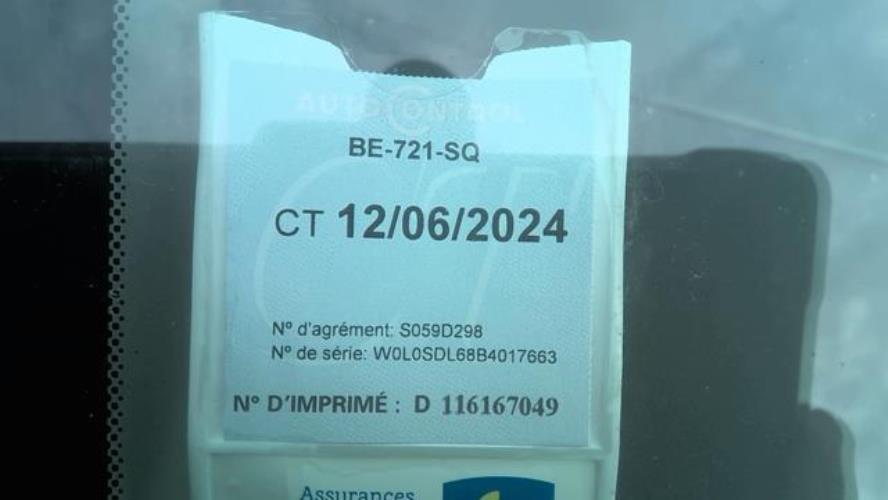 AUTOCONTROL
BE-721-SQ
CT 12/06/2024
N° d'agrément: S059D298
N° de série: W0L0SDL68B4017663
N° D'IMPRIMÉ : D 116167049
Assurances